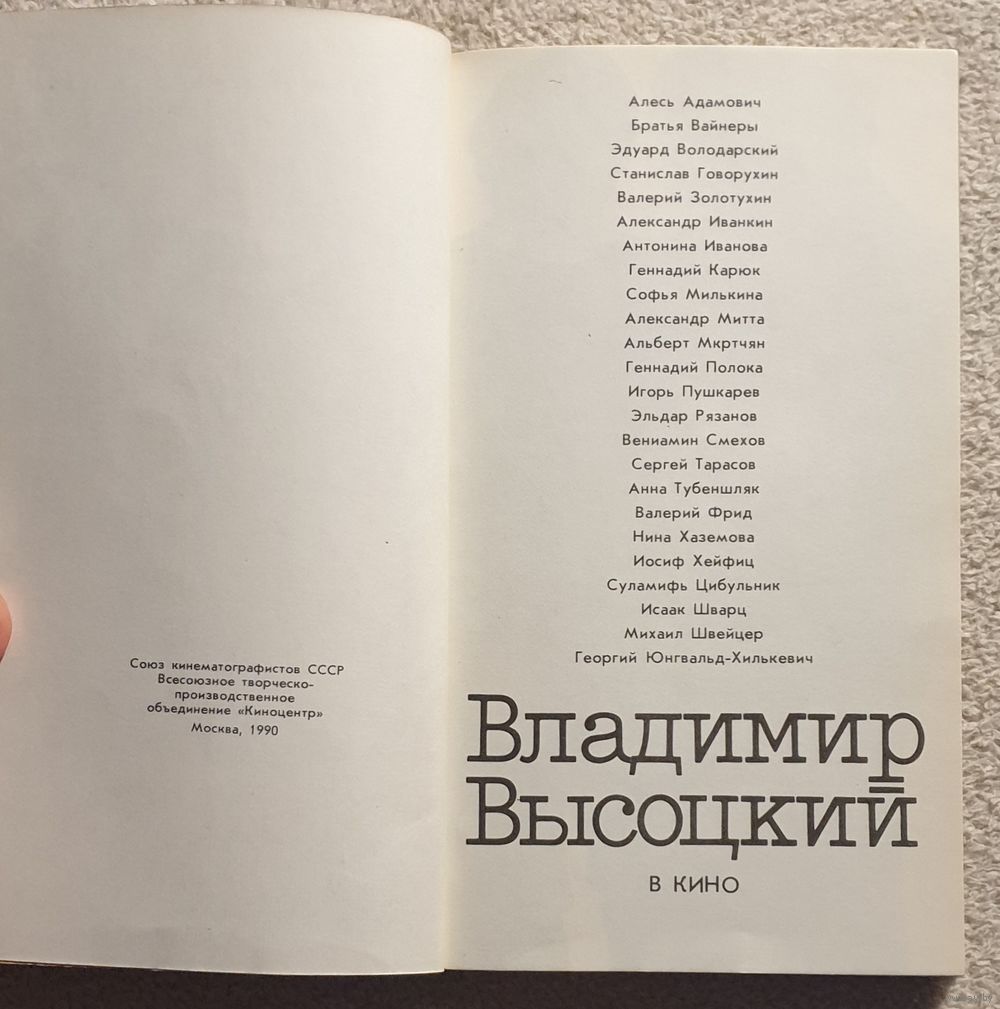 Союз кинематографистов СССР
Всесоюзное творческо-
производственное
объединение «Киноцентр»
Москва, 1990
Алесь Адамович
Братья Вайнеры
Эдуард Володарский
Станислав Говорухин
Валерий Золотухин
Александр Иванкин
Антонина Иванова
Геннадий Карюк
Софья Милькина
Александр Митта
Альберт Мкртчян
Геннадий Полока
Игорь Пушкарев
Эльдар Рязанов
Вениамин Смехов
Сергей Тарасов
Анна Тубеншляк
Валерий Фрид
Нина Хаземова
Иосиф Хейфиц
Суламифь Цибульник
Исаак Шварц
Михаил Швейцер
Георгий Юнгвальд-Хилькевич
Владимир
Высоцкий
В КИНО